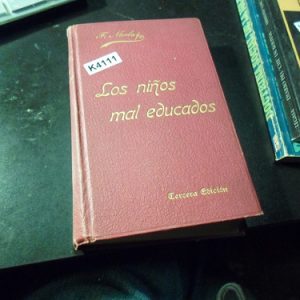 K4111
Los niños
mal educados
Tercera Edición